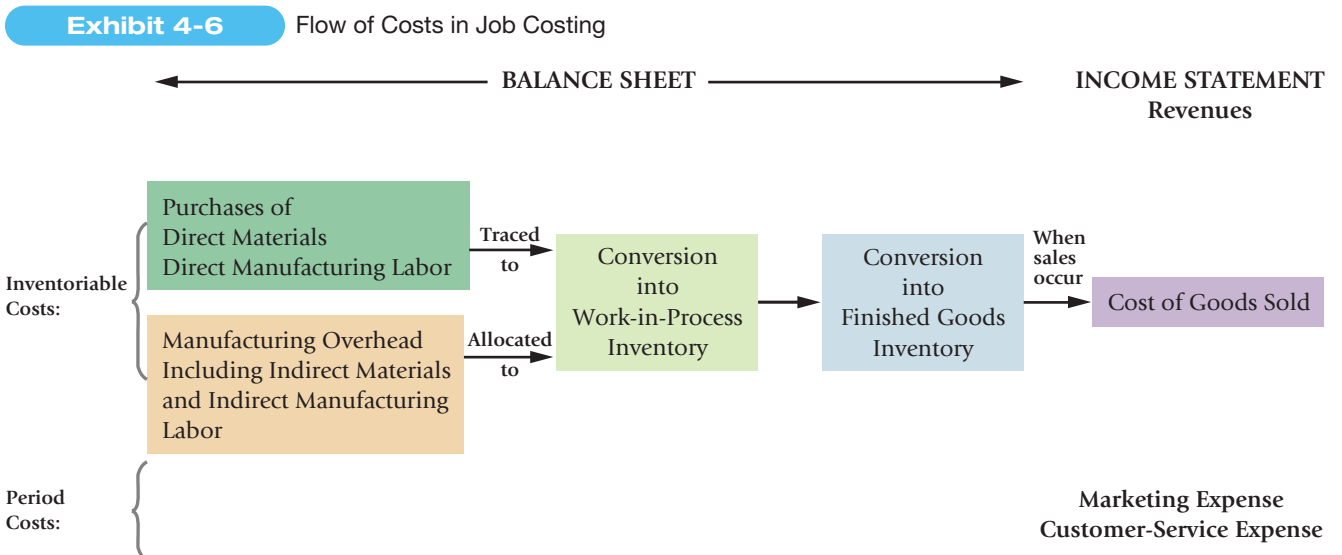 Exhibit 4-6 Flow of Costs in Job Costing
BALANCE SHEET
INCOME STATEMENT
Revenues
Inventoriable
Costs:
Purchases of
Direct Materials
Direct Manufacturing Labor
Traced
to
Manufacturing Overhead
Including Indirect Materials
and Indirect Manufacturing
Labor
Allocated
to
Conversion
into
Work-in-Process
Inventory
Conversion
into
Finished Goods
Inventory
When
sales
occur
Cost of Goods Sold
Period
Costs:
Marketing Expense
Customer-Service Expense